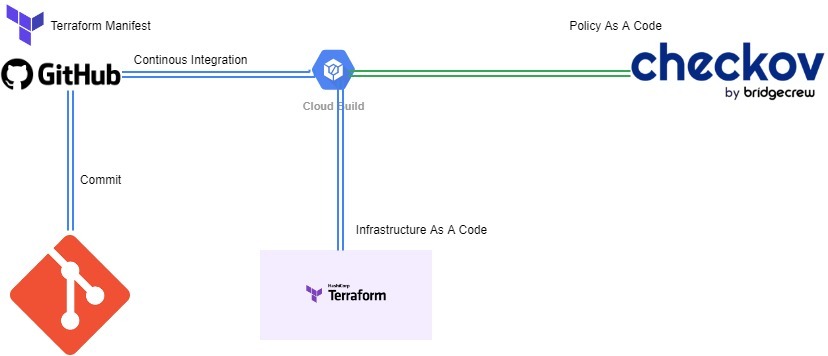 Terraform Manifest
Policy As A Code
GitHub
Continous Integration
checkov
by bridgecrew
Cloud Build
Commit
Infrastructure As A Code
HashiCorp
Terraform